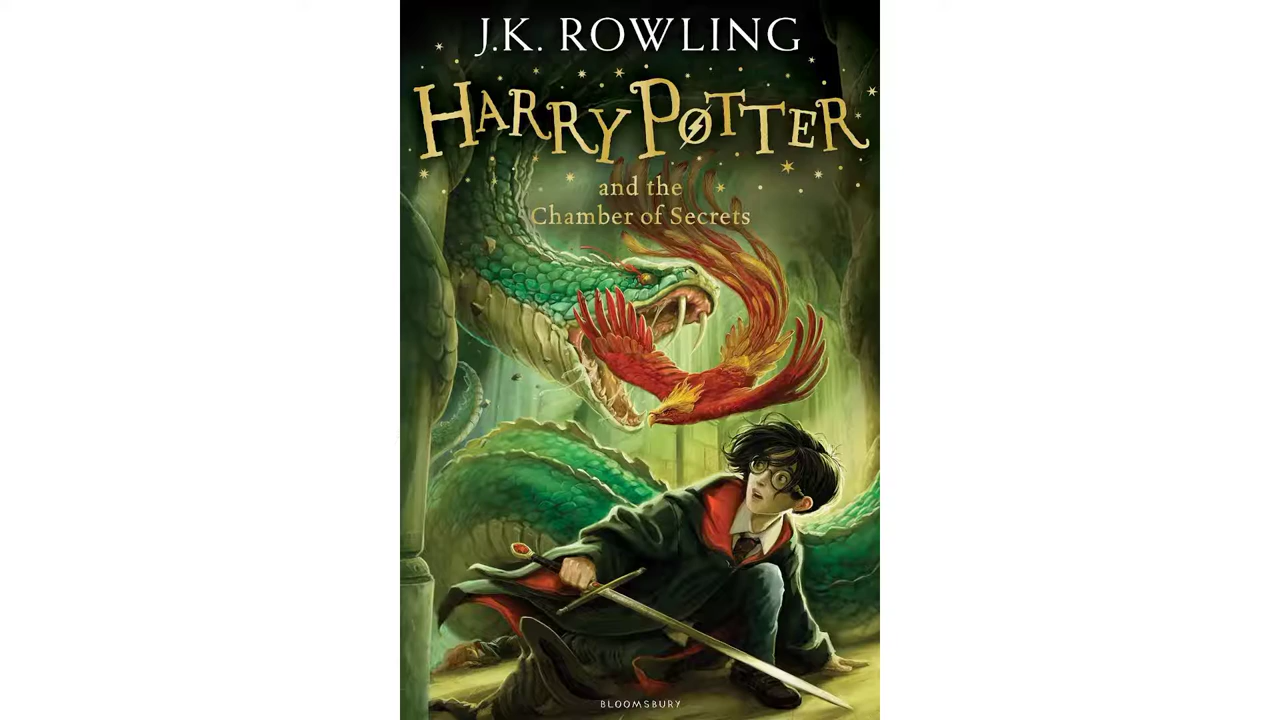 J.K. ROWLING
HARRY POTTER
and the
Chamber of Secrets
BLOOMSBURY